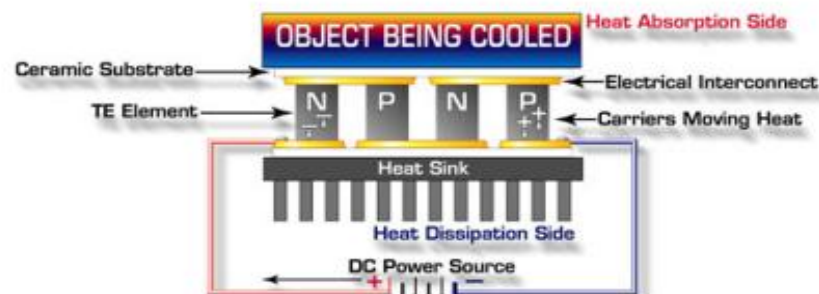 OBJECT BEING COOLED
Heat Absorption Side
Ceramic Substrate
Electrical Interconnect
TE Element
N P N P
Carriers Moving Heat
Heat Sink
Heat Dissipation Side
DC Power Source
+ −